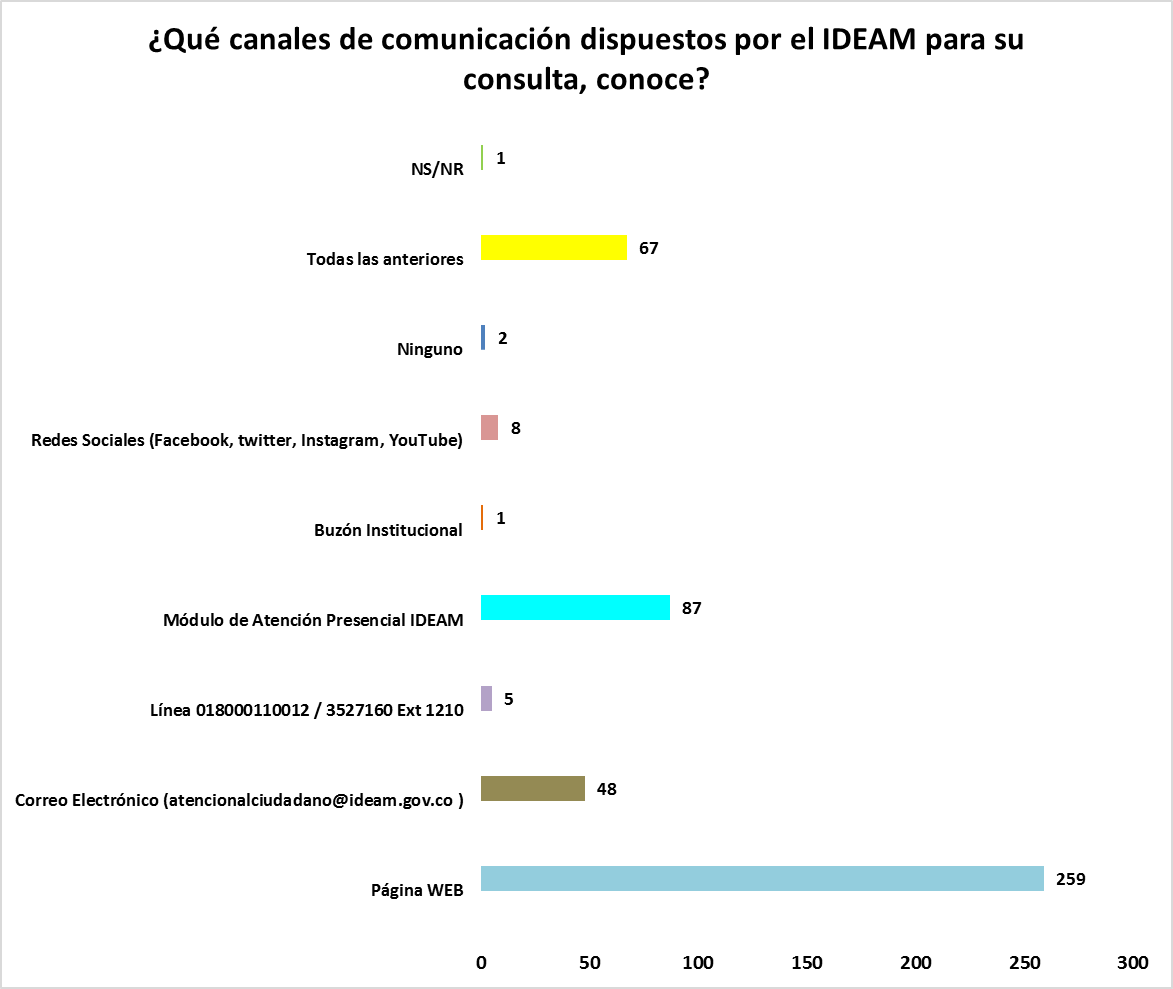 ¿Qué canales de comunicación dispuestos por el IDEAM para su
consulta, conoce?
NS/NR 1
Todas las anteriores 67
Ninguno 2
Redes Sociales (Facebook, twitter, Instagram, YouTube) 8
Buzón Institucional 1
Módulo de Atención Presencial IDEAM 87
Línea 018000110012 / 3527160 Ext 1210 5
Correo Electrónico (atencionalciudadano@ideam.gov.co ) 48
Página WEB 259
0 50 100 150 200 250 300